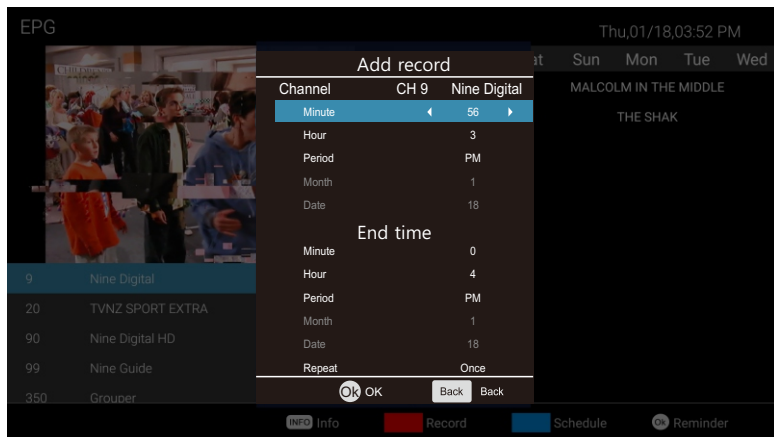 EPG
Thu,01/18,03:52 PM
at Sun Mon Tue Wed
MALCOLM IN THE MIDDLE
THE SHAK
Add record
Channel CH 9 Nine Digital
Minute 56
Hour 3
Period PM
Month 1
Date 18
End time
Minute 0
Hour 4
Period PM
Month 1
Date 18
Repeat Once
Ok OK Back Back
9 Nine Digital
20 TVNZ SPORT EXTRA
90 Nine Digital HD
99 Nine Guide
350 Grouper
INFO Info Record Schedule Ok Reminder